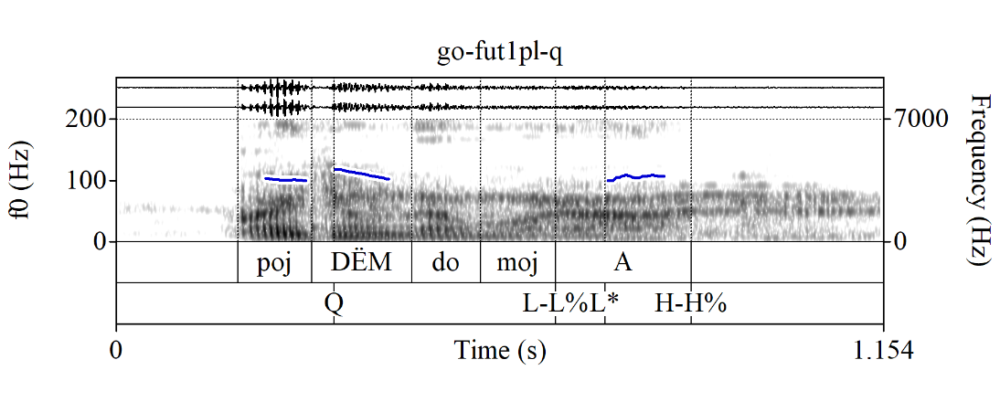 go-fut1pl-q
200
100
0
f0 (Hz)
7000
0
Frequency (Hz)
poj DËM do moj A
Q L-L% L* H-H%
0 Time (s) 1.154